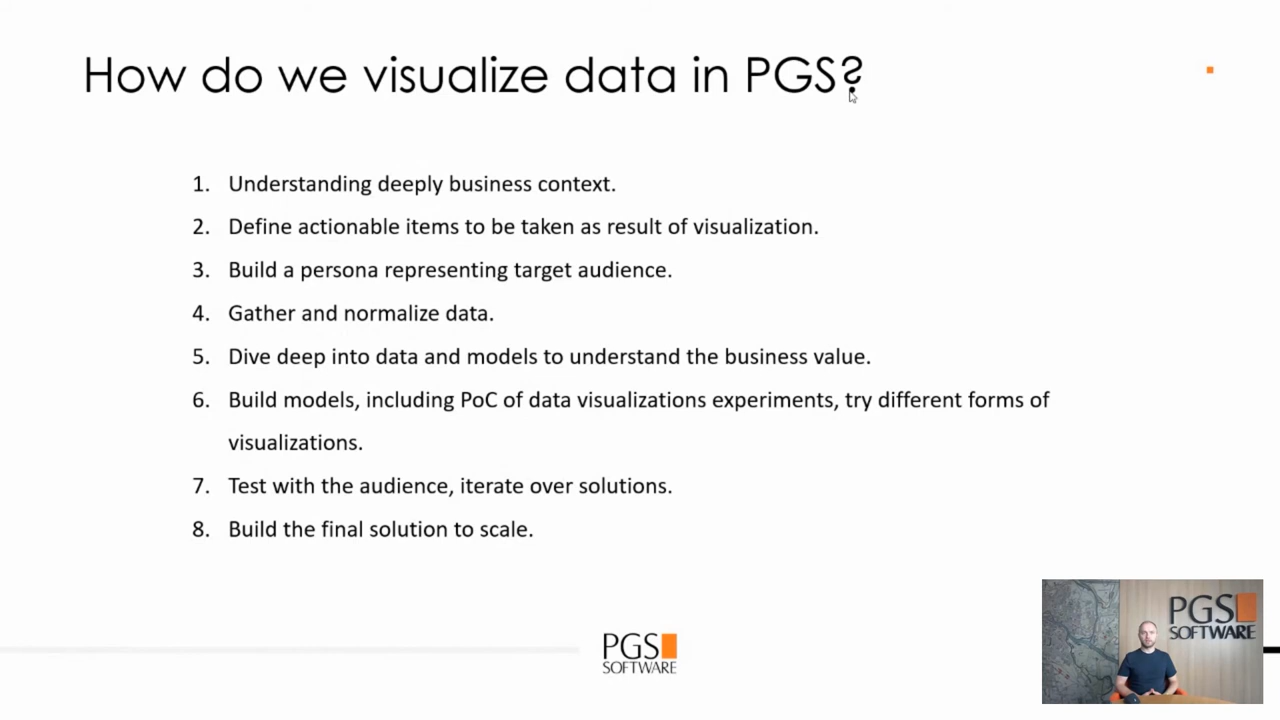 How do we visualize data in PGS?
1. Understanding deeply business context.
2. Define actionable items to be taken as result of visualization.
3. Build a persona representing target audience.
4. Gather and normalize data.
5. Dive deep into data and models to understand the business value.
6. Build models, including PoC of data visualizations experiments, try different forms of
visualizations.
7. Test with the audience, iterate over solutions.
8. Build the final solution to scale.
PGS
SOFTWARE
PGS
SOFTWARE